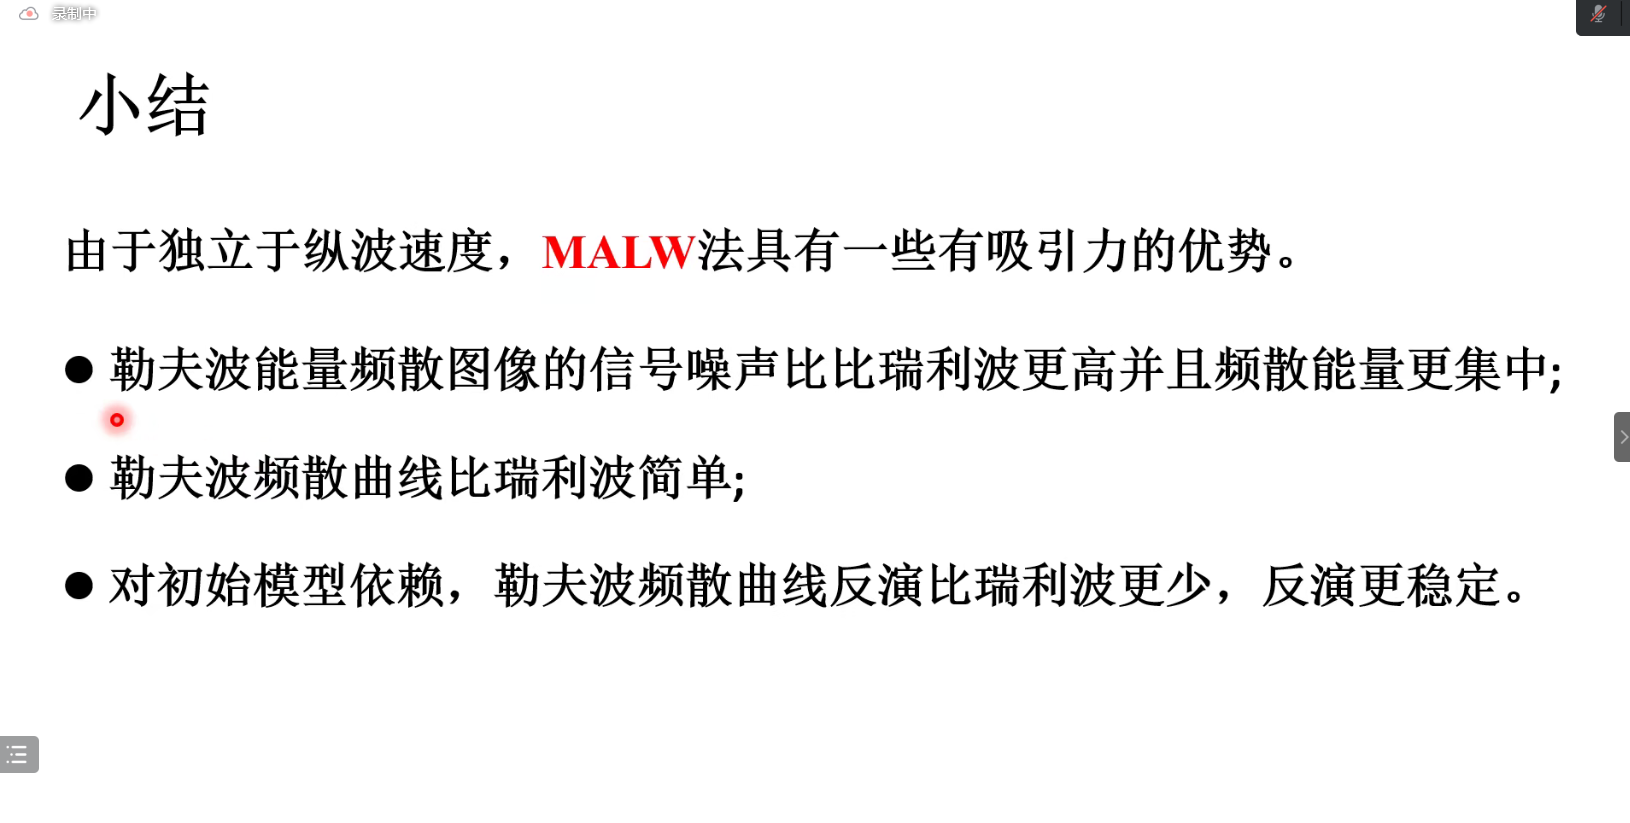 录制中
小结
由于独立于纵波速度，MALW法具有一些有吸引力的优势。
● 勒夫波能量频散图像的信号噪声比比瑞利波更高并且频散能量更集中;
● 勒夫波频散曲线比瑞利波简单;
● 对初始模型依赖，勒夫波频散曲线反演比瑞利波更少，反演更稳定。